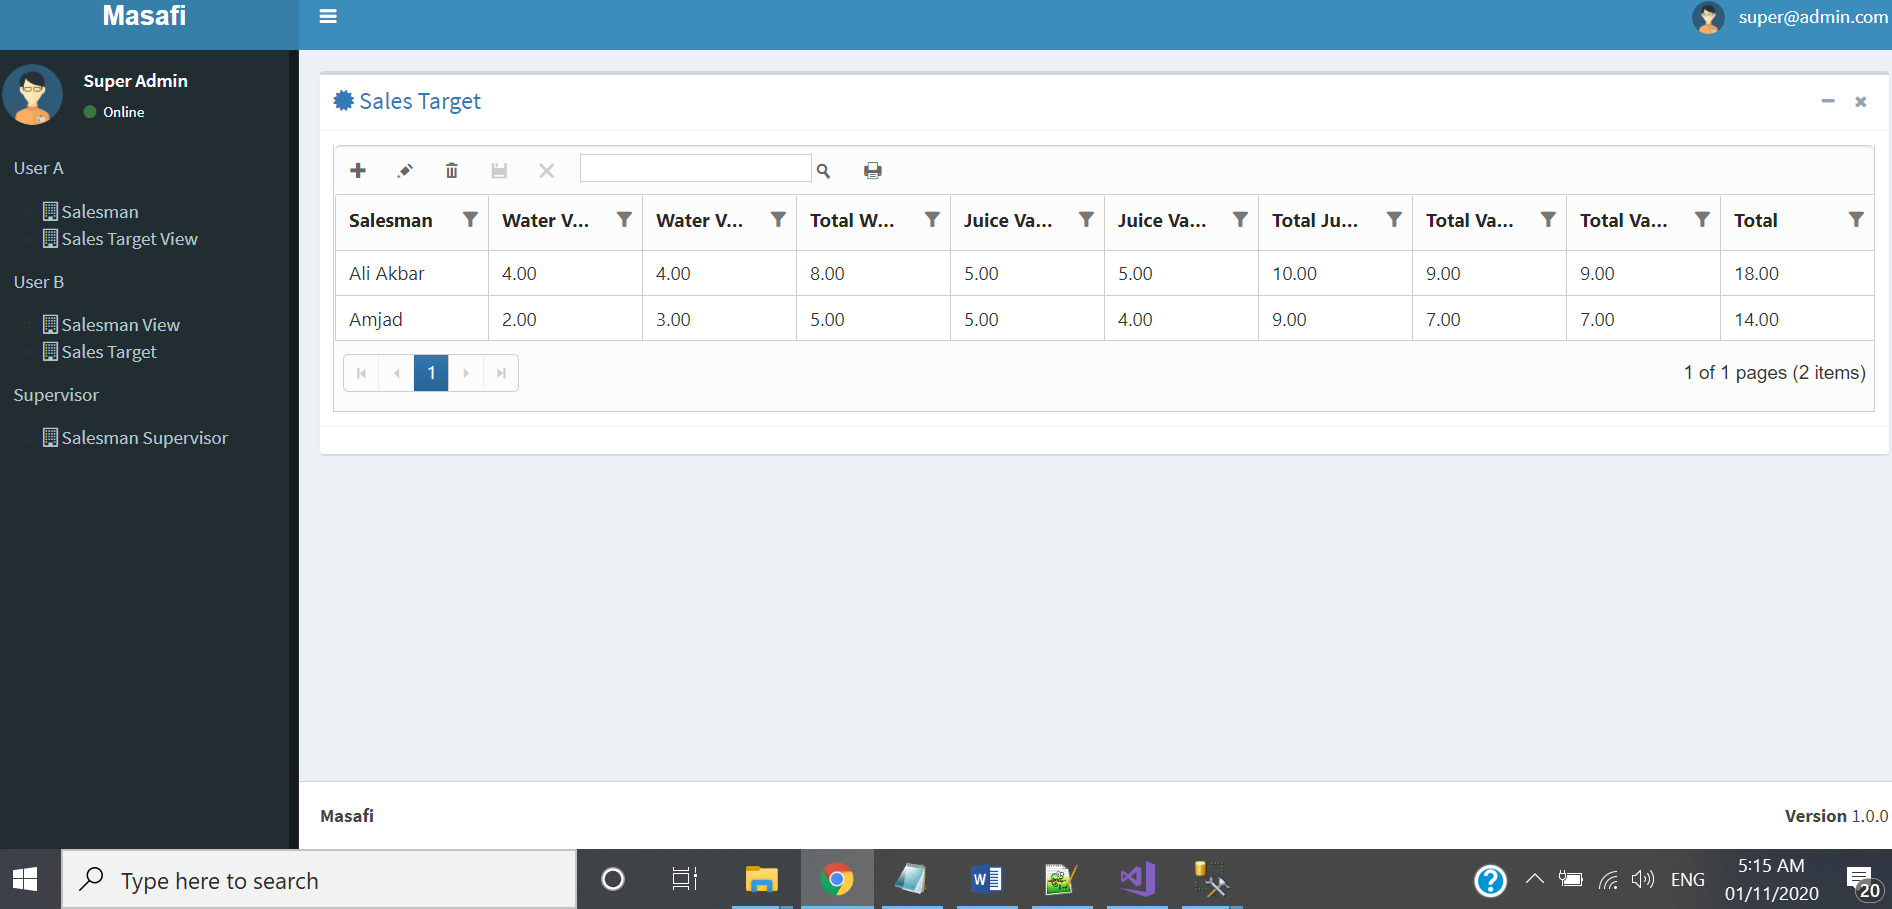 Masafi
super@admin.com
Super Admin
Online
User A
Salesman
Sales Target View
User B
Salesman View
Sales Target
Supervisor
Salesman Supervisor
Sales Target
Salesman Water V... Water V... Total W... Juice Va... Juice Va... Total Ju... Total Va... Total Va... Total
Ali Akbar 4.00 4.00 8.00 5.00 5.00 10.00 9.00 9.00 18.00
Amjad 2.00 3.00 5.00 5.00 4.00 9.00 7.00 7.00 14.00
1
1 of 1 pages (2 items)
Masafi
Version 1.0.0
Type here to search
W
?
ENG
5:15 AM
01/11/2020
20